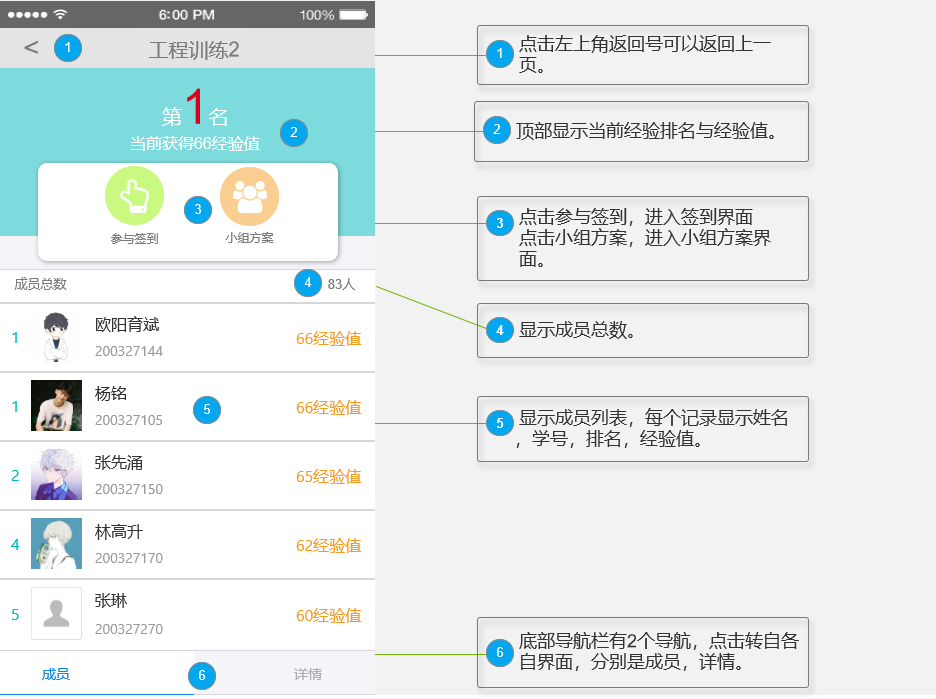 6:00 PM 100%
< 1 工程训练2
第1名
当前获得66经验值 2
3
参与签到 小组方案
成员总数 4 83人
1 欧阳育斌 66经验值
200327144
1 杨铭 66经验值
200327105 5
2 张先涌 65经验值
200327150
4 林高升 62经验值
200327170
5 张琳 60经验值
200327270
成员 6 详情
1 点击左上角返回号可以返回上一
页。
2 顶部显示当前经验排名与经验值。
3 点击参与签到，进入签到界面
点击小组方案，进入小组方案界
面。
4 显示成员总数。
5 显示成员列表，每个记录显示姓名
，学号，排名，经验值。
6 底部导航栏有2个导航，点击转自各
自界面，分别是成员，详情。